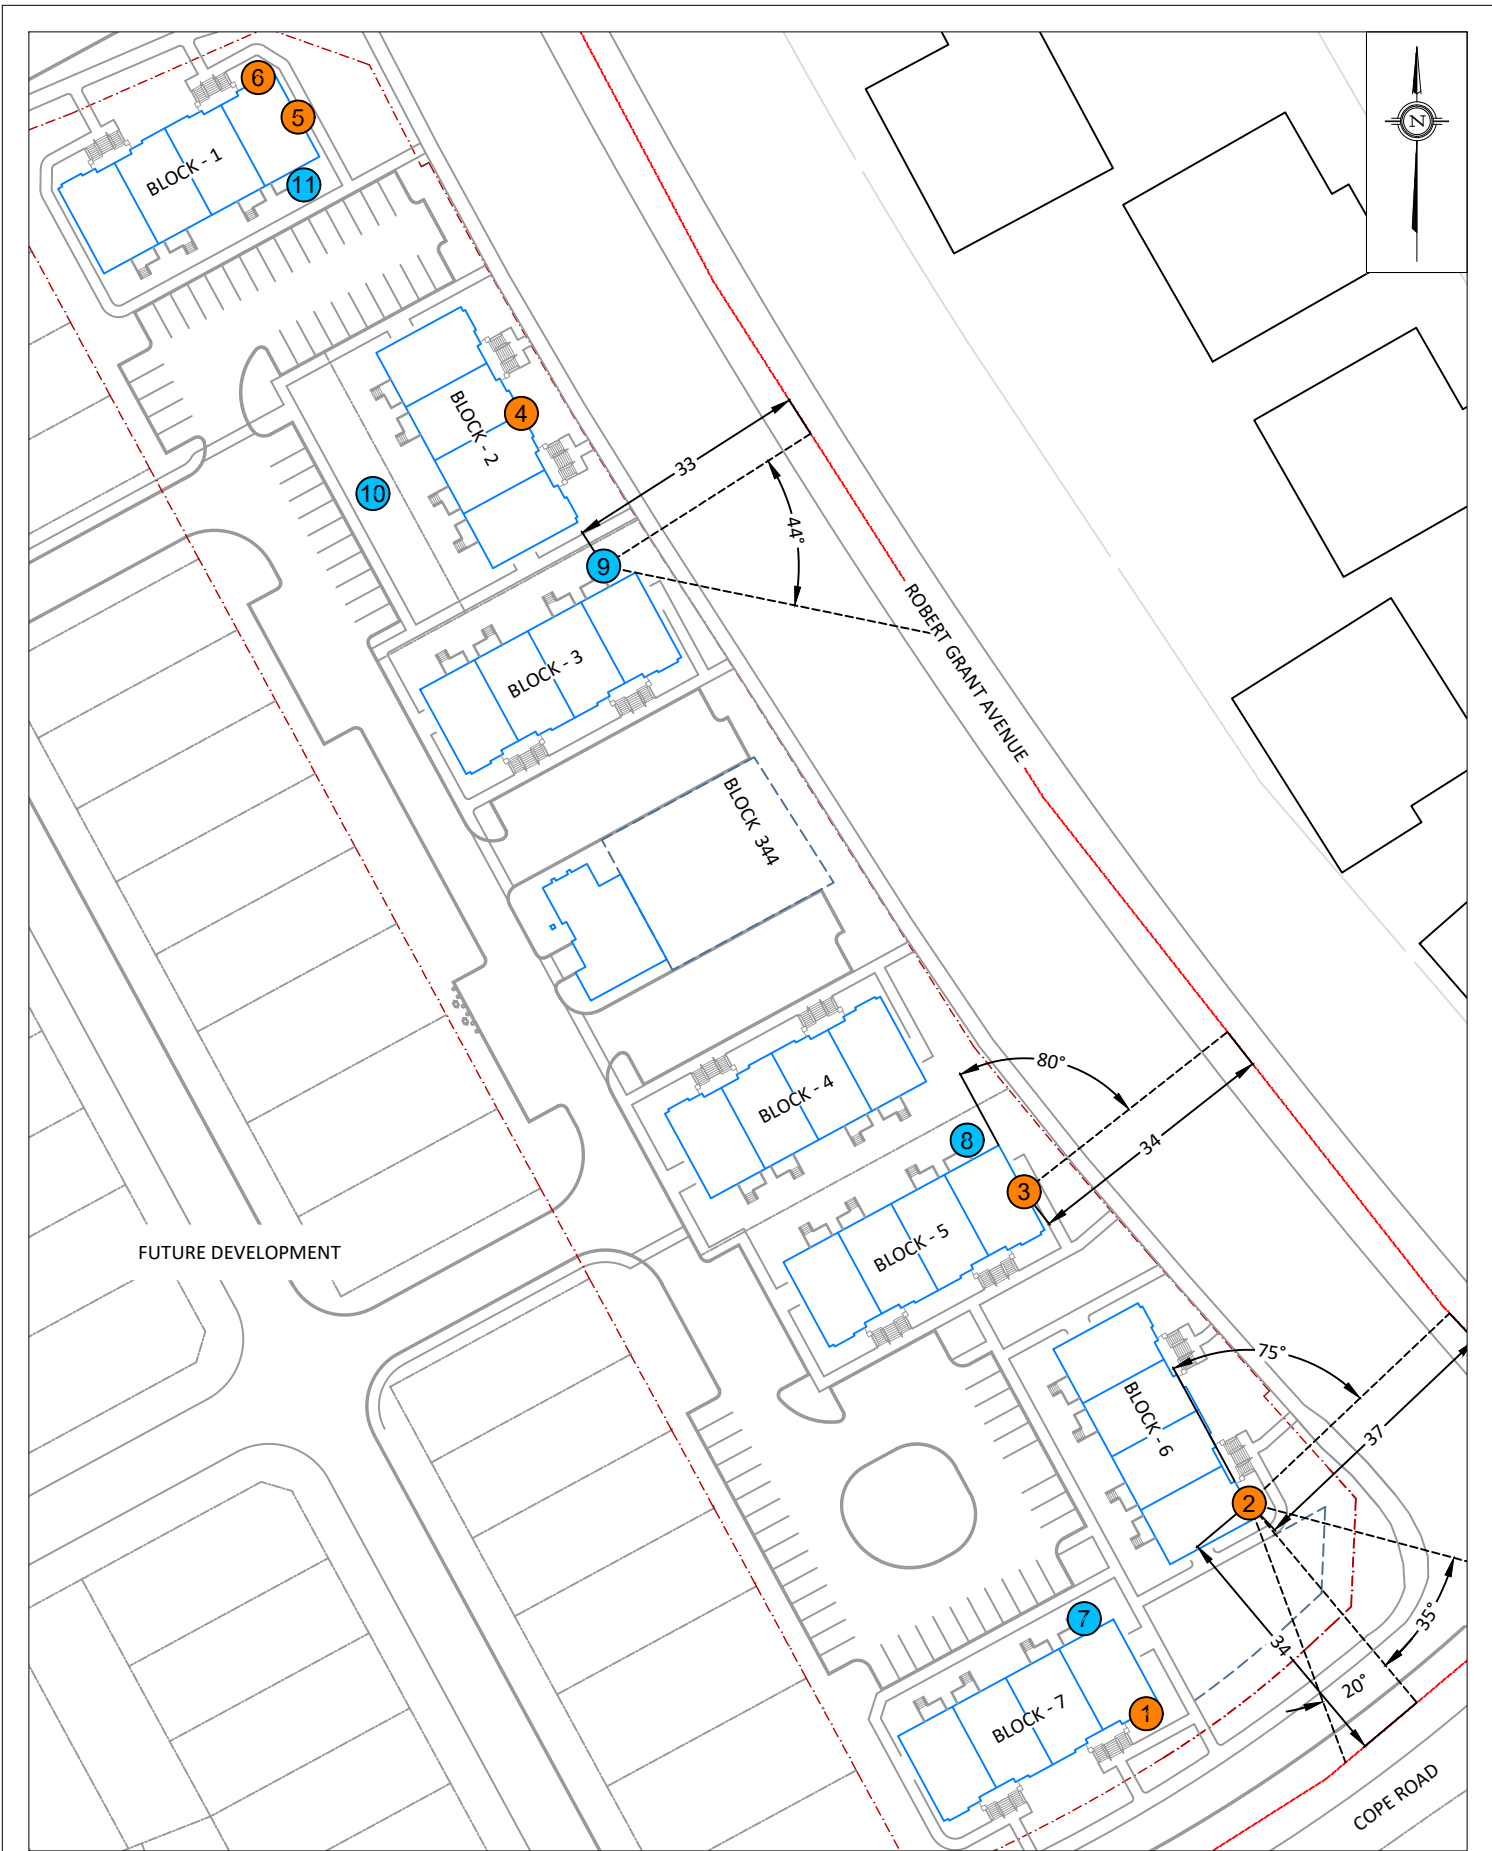 6
5
BLOCK - 1
11
N
BLOCK - 2
4
10
33
44°
9
ROBERT GRANT AVENUE
BLOCK - 3
BLOCK 344
BLOCK - 4
80°
8
34
3
BLOCK - 5
FUTURE DEVELOPMENT
75°
BLOCK - 6
37
2
35°
34
20°
7
BLOCK - 7
1
COPE ROAD